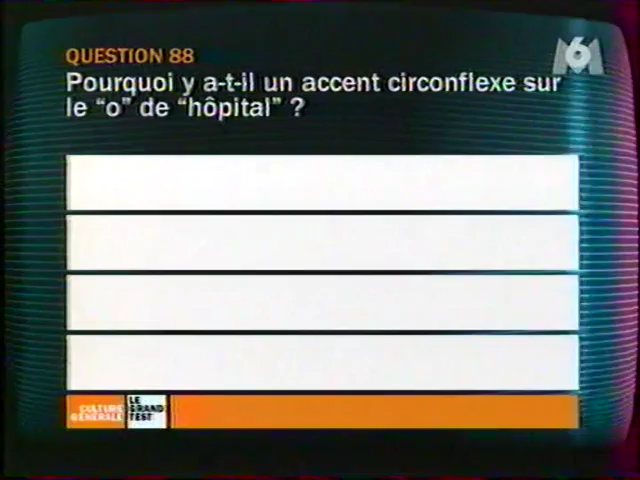 QUESTION 88
M6
Pourquoi y a-t-il un accent circonflexe sur
le "o" de "hôpital" ?
CULTURE
GÉNÉRALE
LE
GRAND
TEST